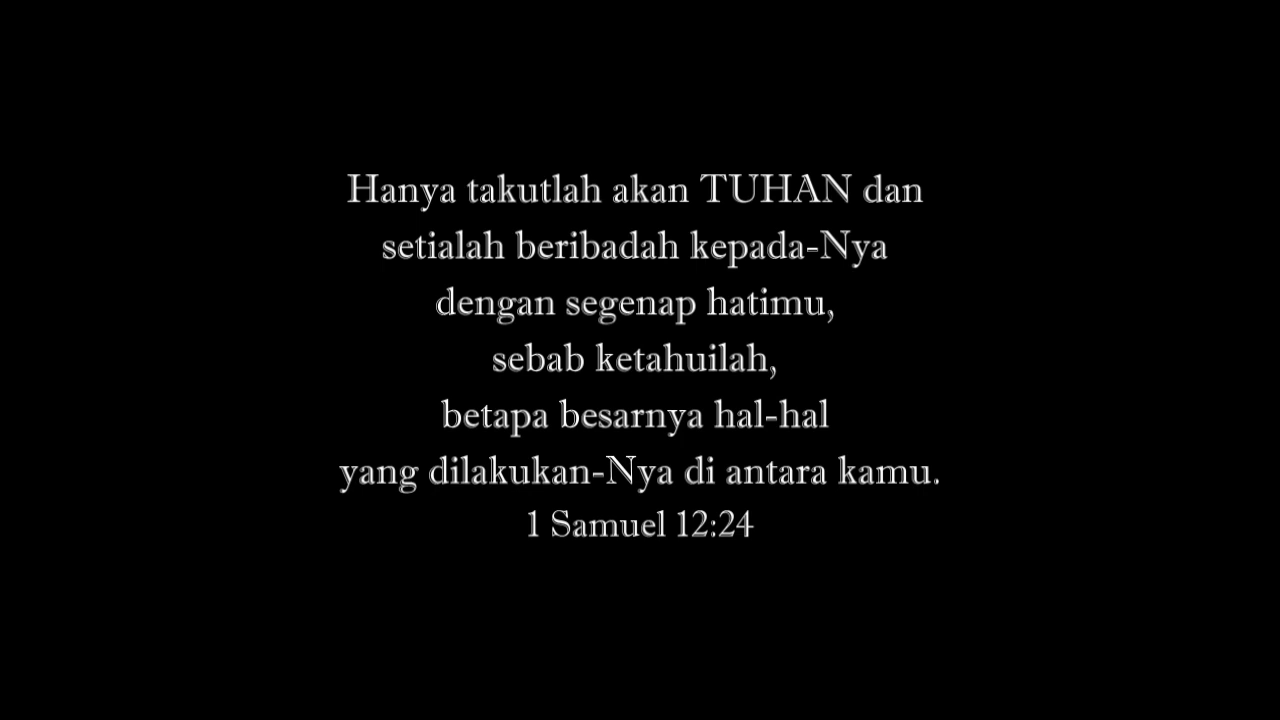 Hanya takutlah akan TUHAN dan
setialah beribadah kepada-Nya
dengan segenap hatimu,
sebab ketahuilah,
betapa besarnya hal-hal
yang dilakukan-Nya di antara kamu.
1 Samuel 12:24